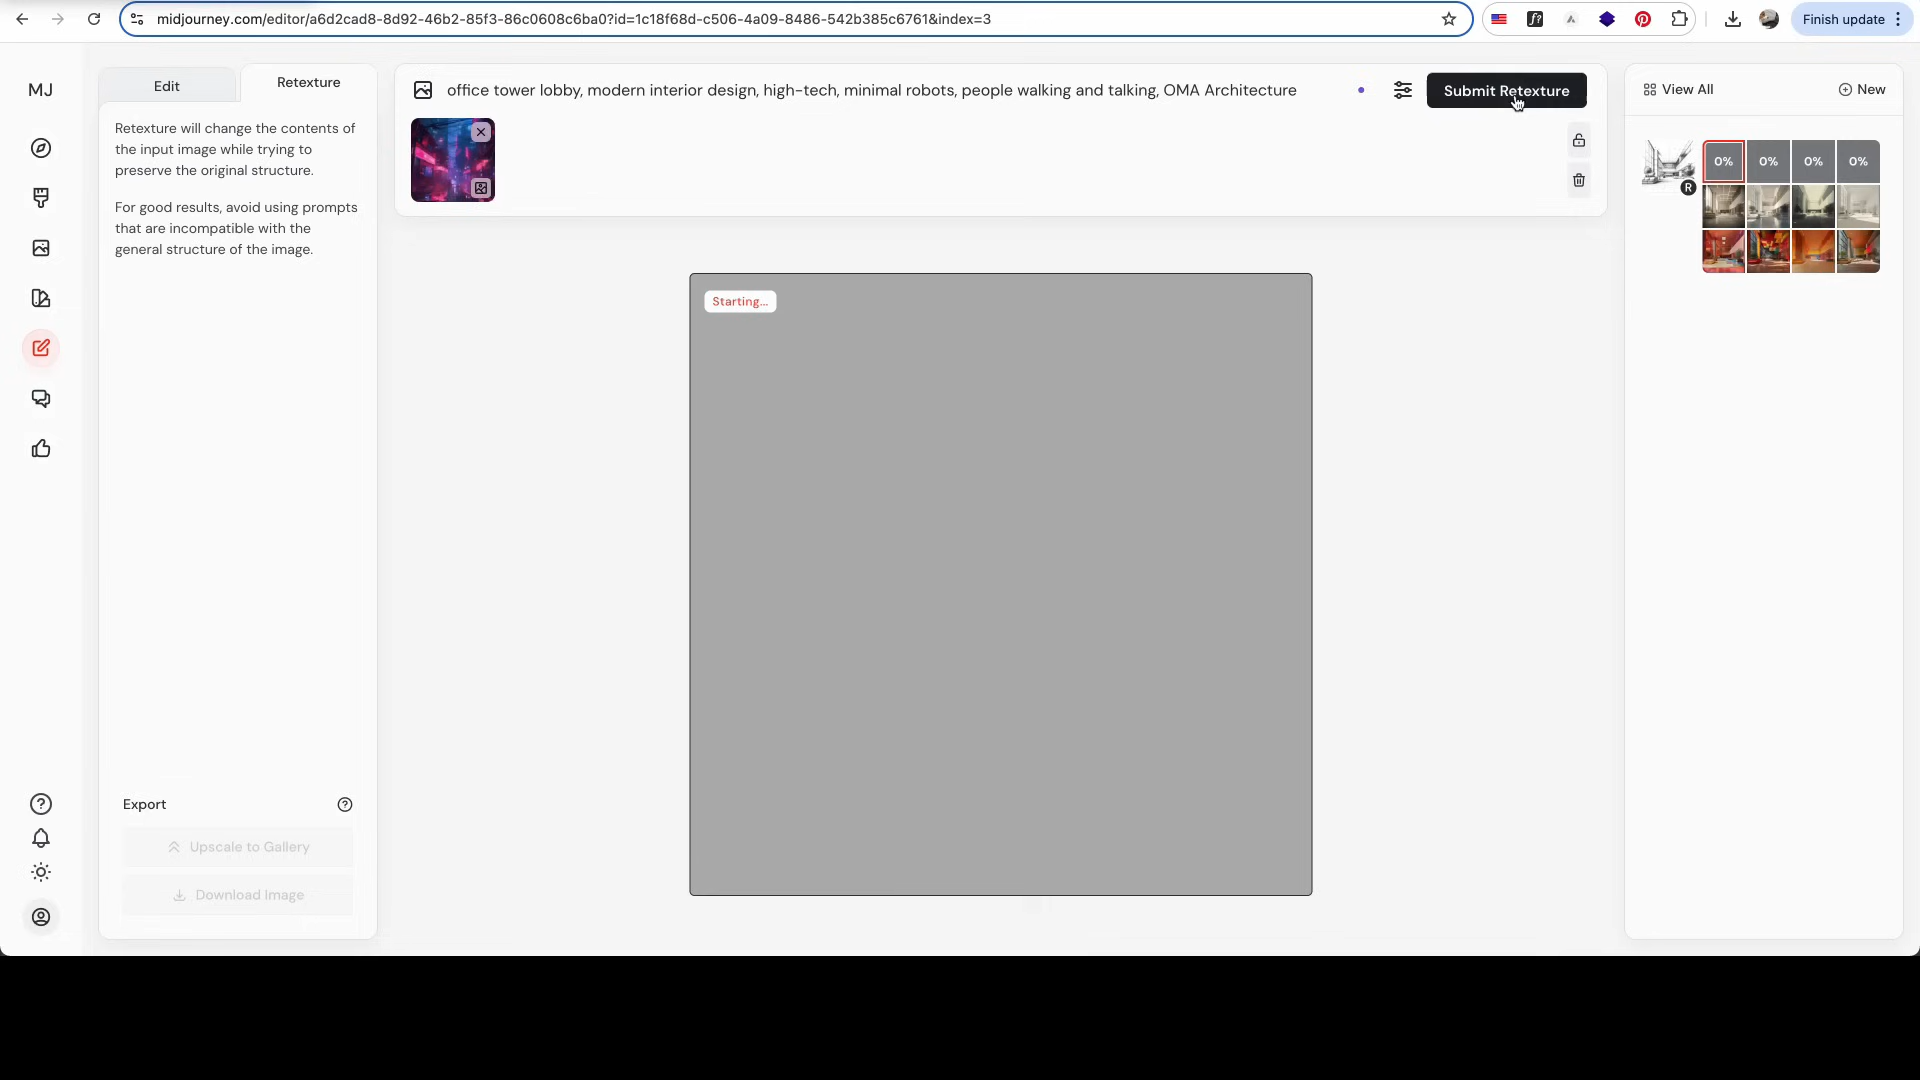 midjourney.com/editor/a6d2cad8-8d92-46b2-85f3-86c0608c6ba0?id=1c18f68d-c506-4a09-8486-542b385c6761&index=3
Finish update
MJ
Edit
Retexture
Retexture will change the contents of
the input image while trying to
preserve the original structure.
For good results, avoid using prompts
that are incompatible with the
general structure of the image.
Export
Upscale to Gallery
Download Image
office tower lobby, modern interior design, high-tech, minimal robots, people walking and talking, OMA Architecture
Submit Retexture
Starting...
View All
New
R
0%
0%
0%
0%